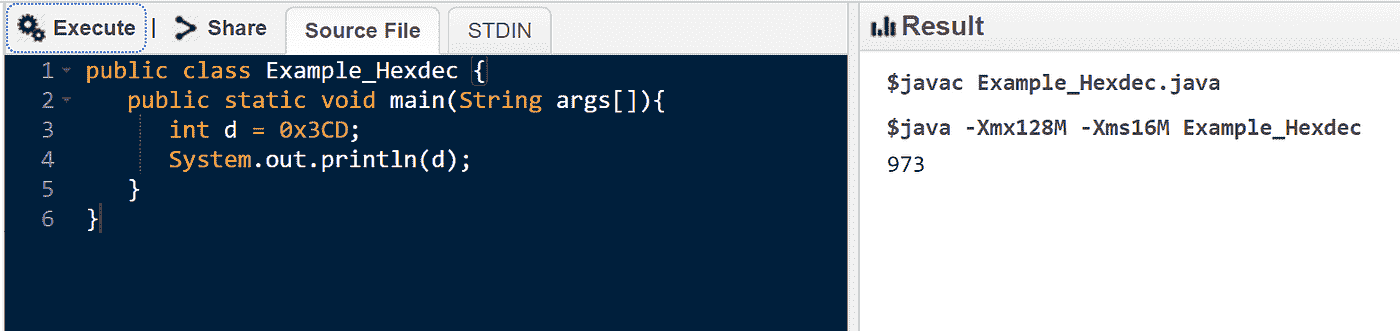 Execute | Share Source File STDIN
1 public class Example_Hexdec {
2 public static void main(String args[]){
3 int d = 0x3CD;
4 System.out.println(d);
5 }
6 }
Result
$javac Example_Hexdec.java
$java -Xmx128M -Xms16M Example_Hexdec
973